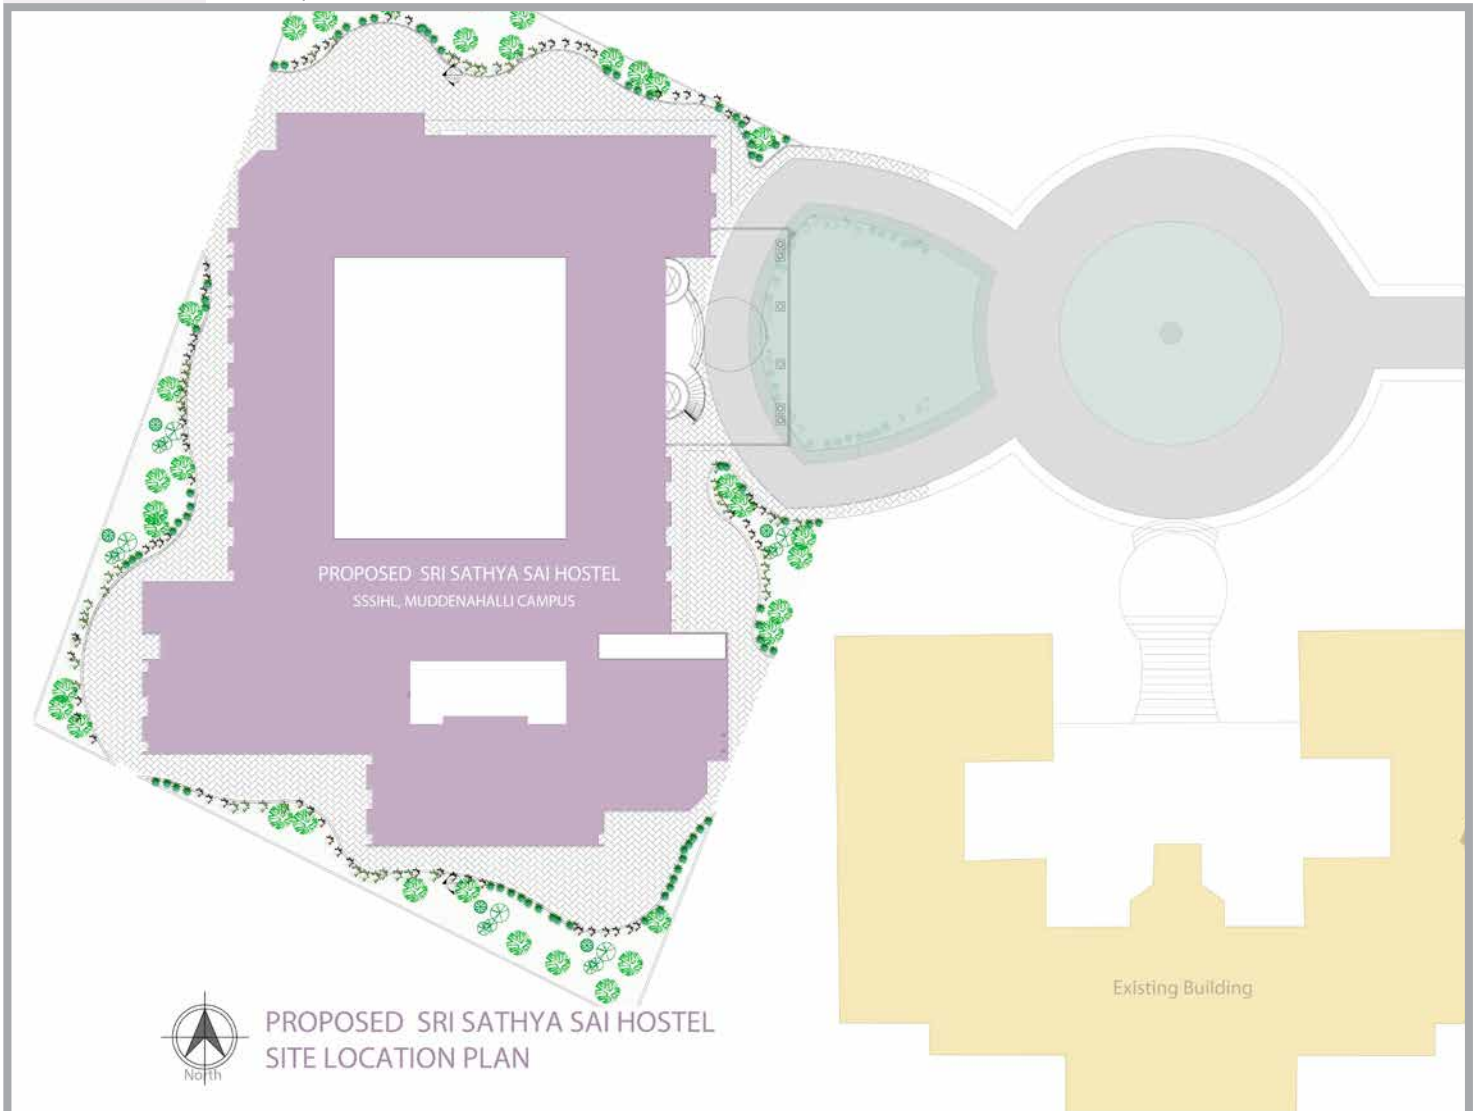 PROPOSED SRI SATHYA SAI HOSTEL
SSSIHL, MUDDENAHALLI CAMPUS
Existing Building
North
PROPOSED SRI SATHYA SAI HOSTEL
SITE LOCATION PLAN